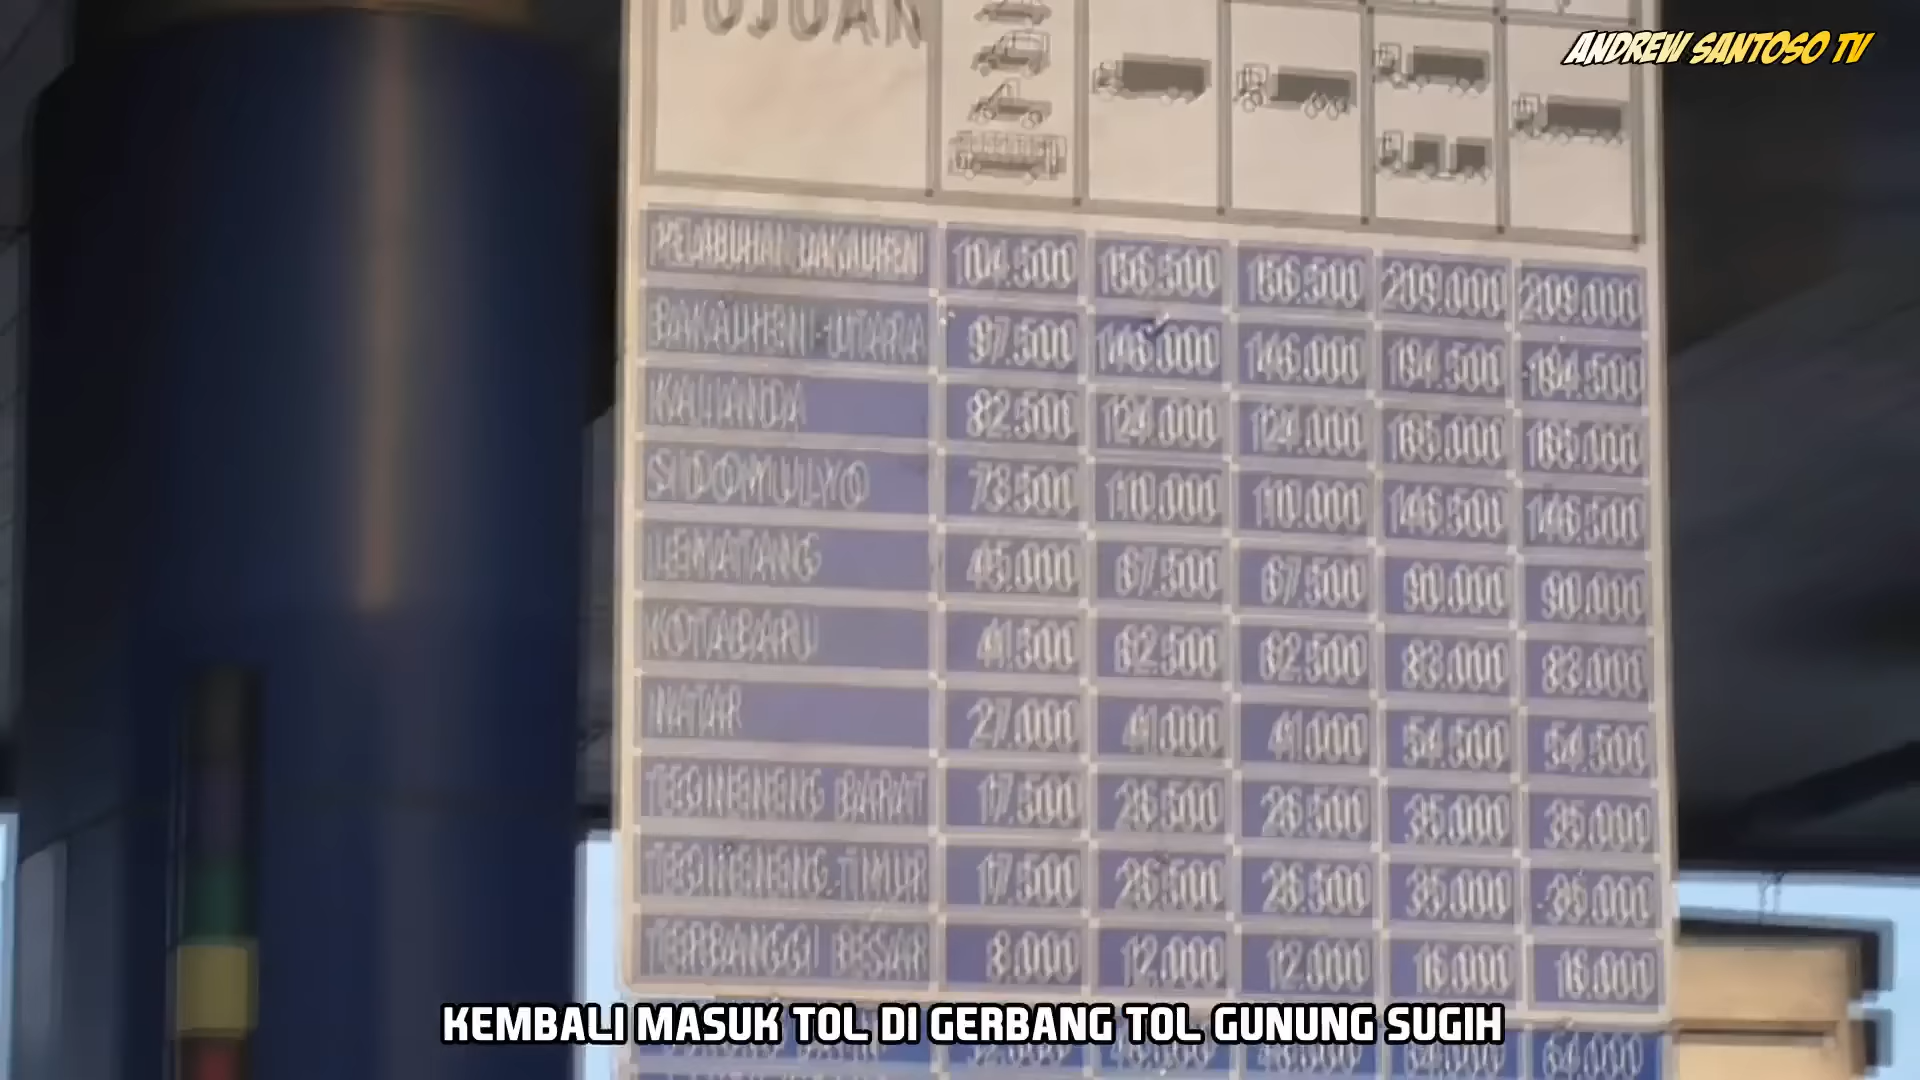 ANDREW SANTOSO TV
TUJUAN
PELABUHAN BAKAUHENI 104.500 156.500 156.500 209.000 209.000
BAKAUHENI UTARA 97.500 146.000 146.000 194.500 194.500
KALIANDA 82.500 124.000 124.000 165.000 165.000
SIDOMULYO 73.500 110.000 110.000 146.500 146.500
LEMATANG 45.000 67.500 67.500 90.000 90.000
KOTABARU 41.500 62.500 62.500 83.000 83.000
NATAR 27.000 41.000 41.000 54.500 54.500
TEGINENENG BARAT 17.500 26.500 26.500 35.000 35.000
TEGINENENG TIMUR 17.500 26.500 26.500 35.000 35.000
TERBANGGI BESAR 8.000 12.000 12.000 16.000 16.000
KEMBALI MASUK TOL DI GERBANG TOL GUNUNG SUGIH
64.000